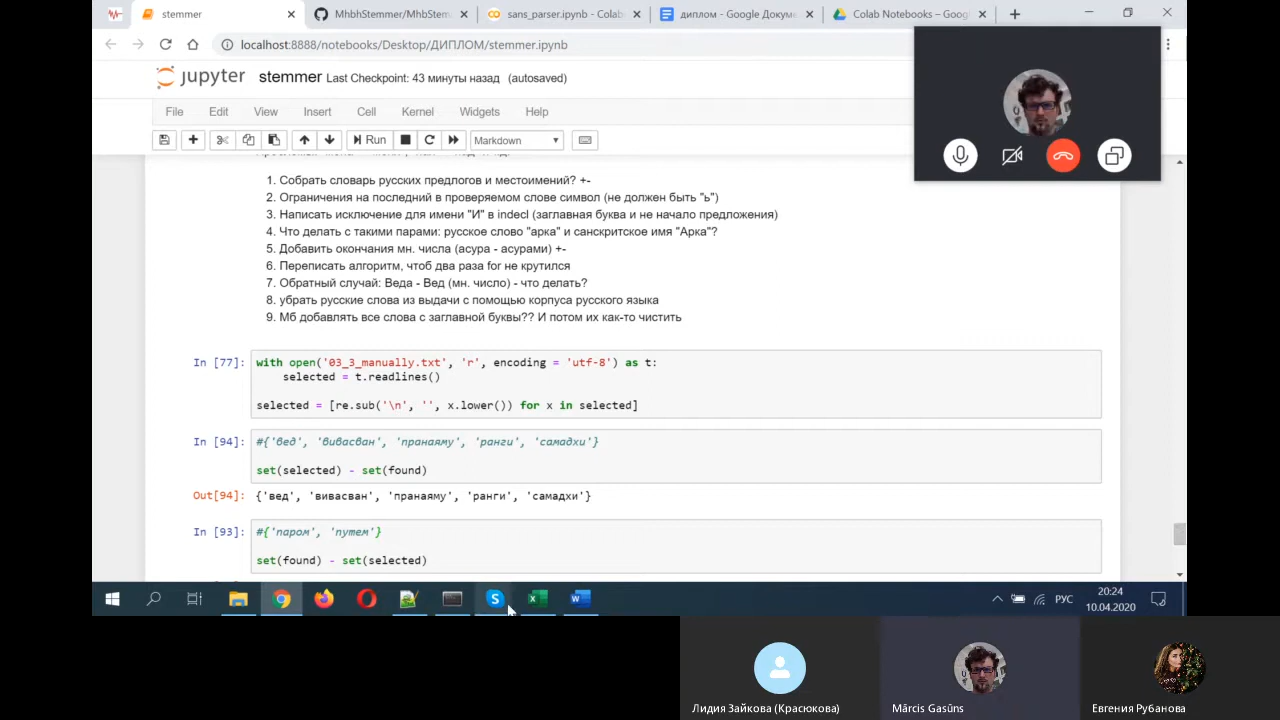 stemmer
MhbhStemmer/MhbStem
sans_parser.ipynb - Colab
диплом - Google Докуме
Colab Notebooks – Goog
localhost:8888/notebooks/Desktop/ДИПЛОМ/stemmer.ipynb
jupyter stemmer Last Checkpoint: 43 минуты назад (autosaved)
File Edit View Insert Cell Kernel Widgets Help
Run Markdown
1. Собрать словарь русских предлогов и местоимений? +-
2. Ограничения на последний в проверяемом слове символ (не должен быть "ь")
3. Написать исключение для имени "И" в indecl (заглавная буква и не начало предложения)
4. Что делать с такими парами: русское слово "арка" и санскритское имя "Арка"?
5. Добавить окончания мн. числа (асура - асурами) +-
6. Переписать алгоритм, чтоб два раза for не крутился
7. Обратный случай: Веда - Вед (мн. число) - что делать?
8. убрать русские слова из выдачи с помощью корпуса русского языка
9. Мб добавлять все слова с заглавной буквы?? И потом их как-то чистить
In [77]: with open('03_3_manually.txt', 'r', encoding = 'utf-8') as t:
selected = t.readlines()
selected = [re.sub('\n', '', x.lower()) for x in selected]
In [94]: #{'вед', 'вивасван', 'пранаяму', 'ранги', 'самадхи'}
set(selected) - set(found)
Out[94]: {'вед', 'вивасван', 'пранаяму', 'ранги', 'самадхи'}
In [93]: #{'паром', 'путем'}
set(found) - set(selected)
РУС
20:24
10.04.2020
Лидия Зайкова (Красюкова)
Mārcis Gasūns
Евгения Рубанова